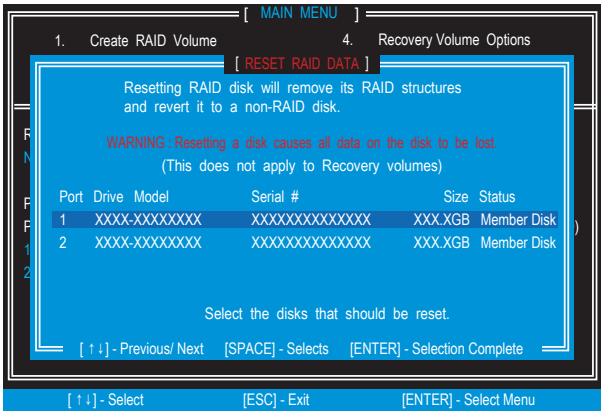 [ MAIN MENU ]
1. Create RAID Volume 4. Recovery Volume Options
[ RESET RAID DATA ]
Resetting RAID disk will remove its RAID structures
and revert it to a non-RAID disk.
WARNING : Resetting a disk causes all data on the disk to be lost.
(This does not apply to Recovery volumes)
Port Drive Model Serial # Size Status
1 XXXX-XXXXXXXX XXXXXXXXXXXXXX XXX.XGB Member Disk
2 XXXX-XXXXXXXX XXXXXXXXXXXXXX XXX.XGB Member Disk
Select the disks that should be reset.
[ ↑↓] - Previous/ Next [SPACE] - Selects [ENTER] - Selection Complete
[ ↑↓] - Select [ESC] - Exit [ENTER] - Select Menu